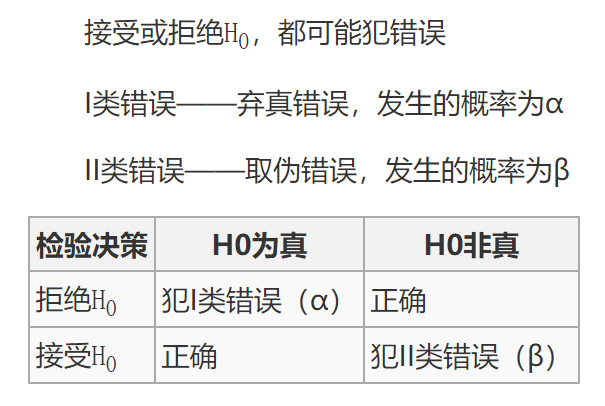 接受或拒绝H0，都可能犯错误
I类错误——弃真错误，发生的概率为α
II类错误——取伪错误，发生的概率为β
检验决策 H0为真 H0非真
拒绝H0 犯I类错误（α） 正确
接受H0 正确 犯II类错误（β）